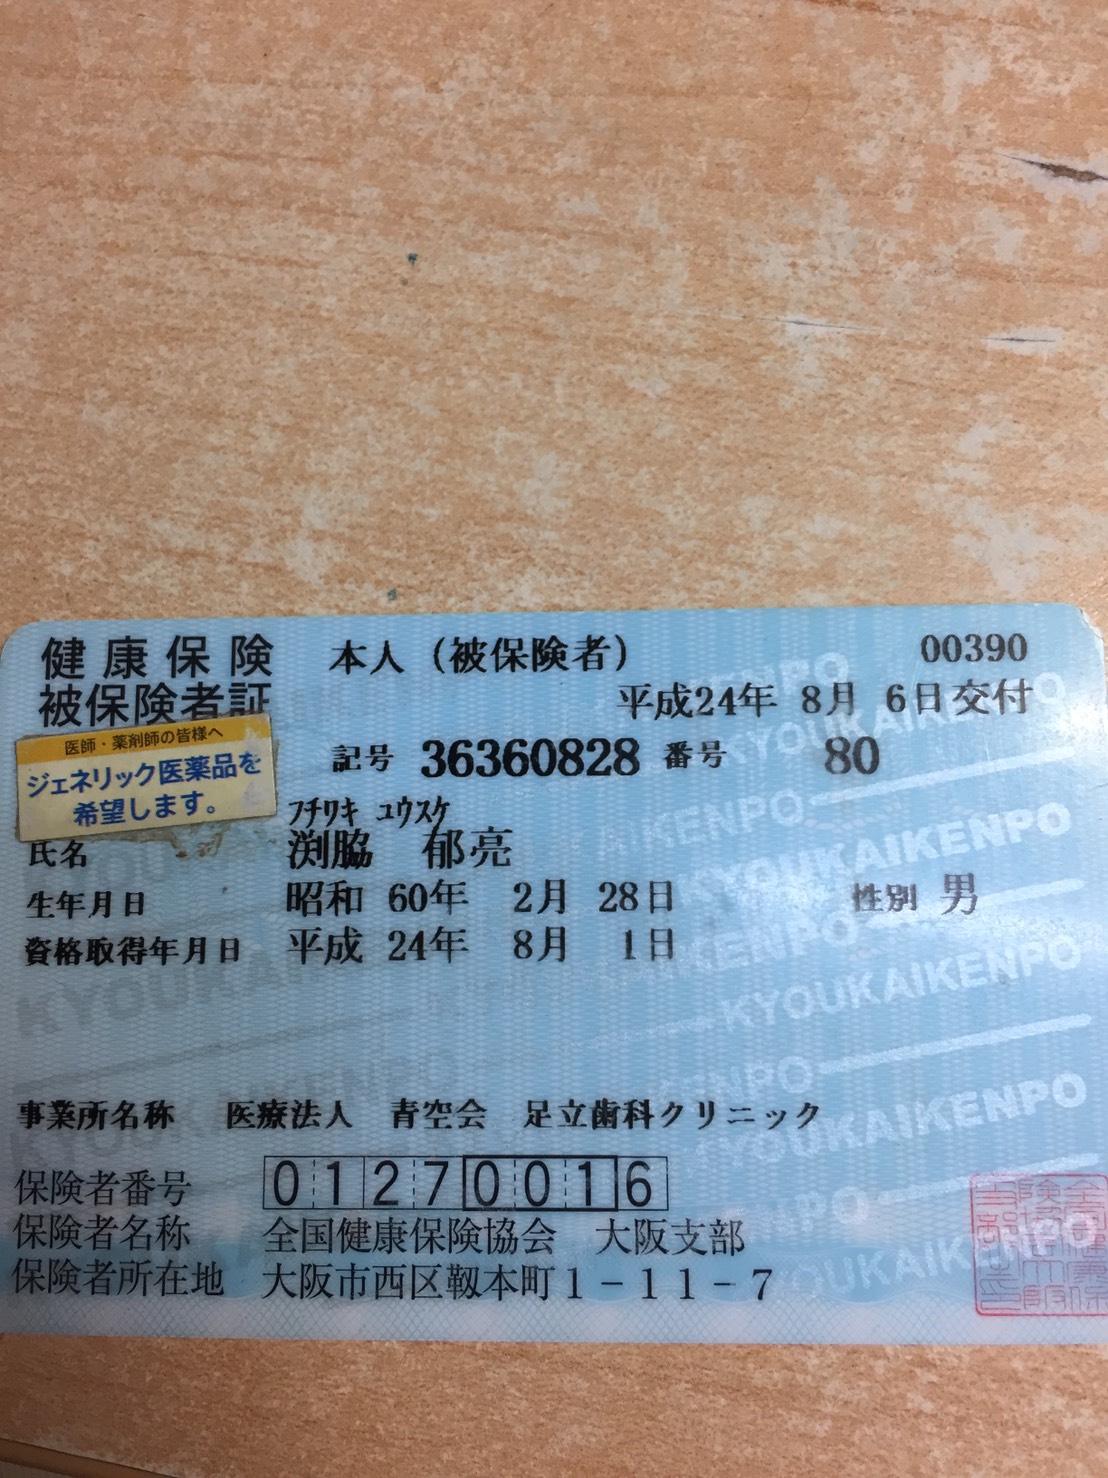 健康保険 本人（被保険者） 00390
被保険者証 平成24年 8月 6日交付
医師・薬剤師の皆様へ
ジェネリック医薬品を
希望します。
記号 36360828 番号 80
フチワキ ユウスケ
氏名 渕脇 郁亮
生年月日 昭和 60年 2月 28日 性別 男
資格取得年月日 平成 24年 8月 1日
事業所名称 医療法人 青空会 足立歯科クリニック
保険者番号 01270016
保険者名称 全国健康保険協会 大阪支部
保険者所在地 大阪市西区靱本町1-11-7
KYOUKAIKENPO